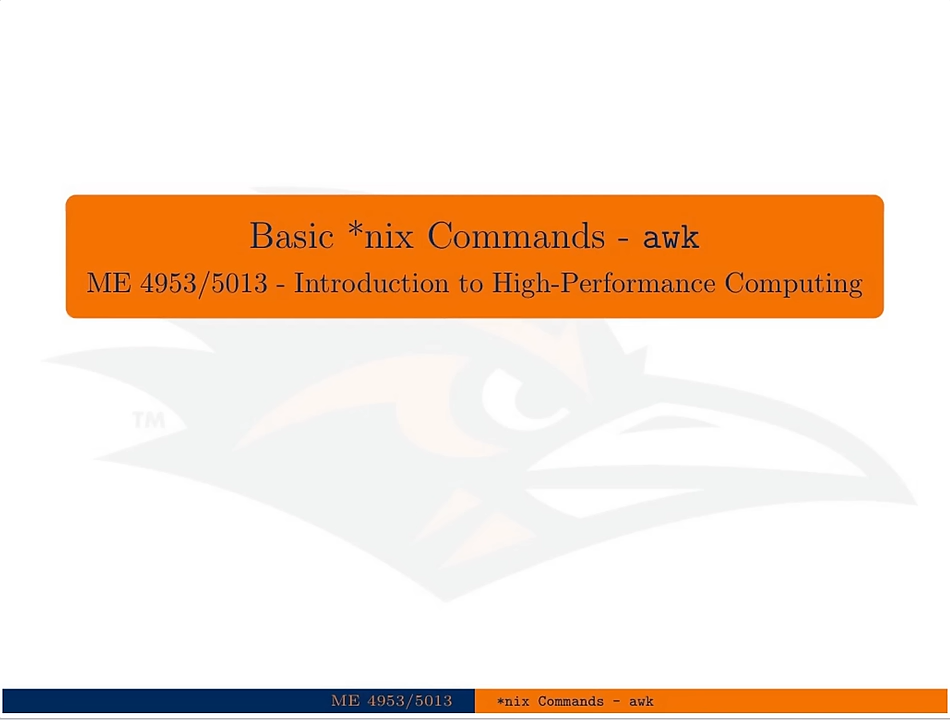 Basic *nix Commands - awk
ME 4953/5013 - Introduction to High-Performance Computing
TM
ME 4953/5013
*nix Commands - awk